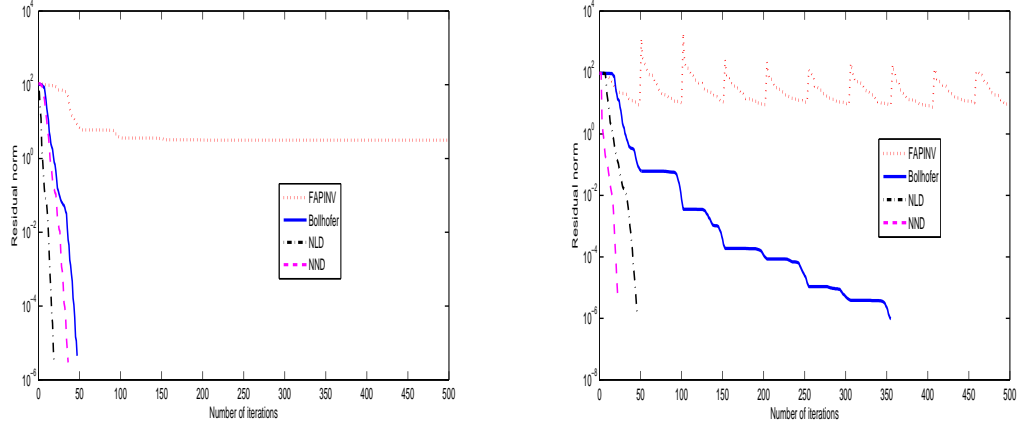 10^4
10^2
10^0
10^-2
10^-4
10^-6
Residual norm
0 50 100 150 200 250 300 350 400 450 500
Number of iterations
FAPINV
Bollhofer
NLD
NND
10^4
10^2
10^0
10^-2
10^-4
10^-6
10^-8
Residual norm
0 50 100 150 200 250 300 350 400 450 500
Number of iterations
FAPINV
Bollhofer
NLD
NND